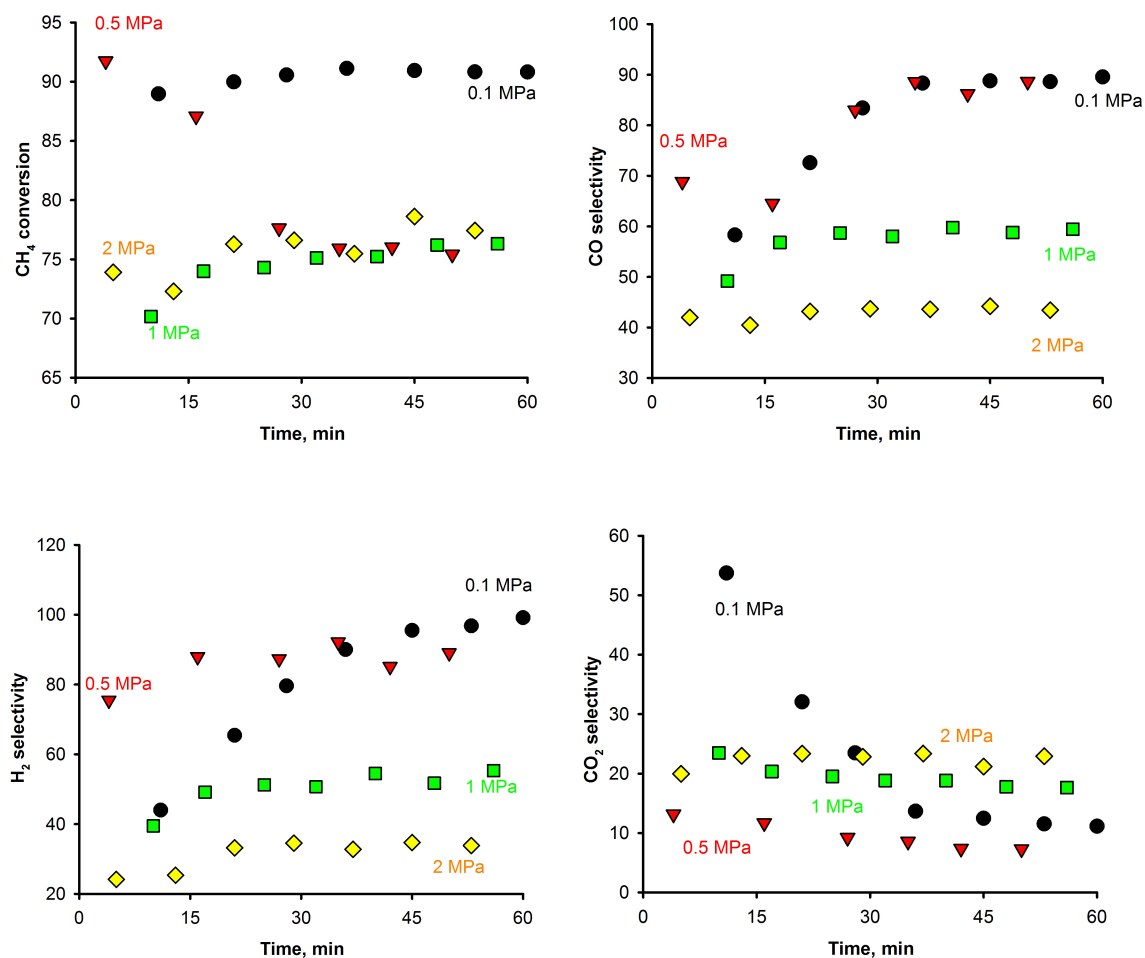 95
90
85
80
75
70
65
0
15
30
45
60
CH4 conversion
Time, min
0.5 MPa
0.1 MPa
2 MPa
1 MPa
100
90
80
70
60
50
40
30
0
15
30
45
60
CO selectivity
Time, min
0.1 MPa
0.5 MPa
1 MPa
2 MPa
120
100
80
60
40
20
0
15
30
45
60
H2 selectivity
Time, min
0.1 MPa
0.5 MPa
1 MPa
2 MPa
60
50
40
30
20
10
0
0
15
30
45
60
CO2 selectivity
Time, min
0.1 MPa
2 MPa
1 MPa
0.5 MPa